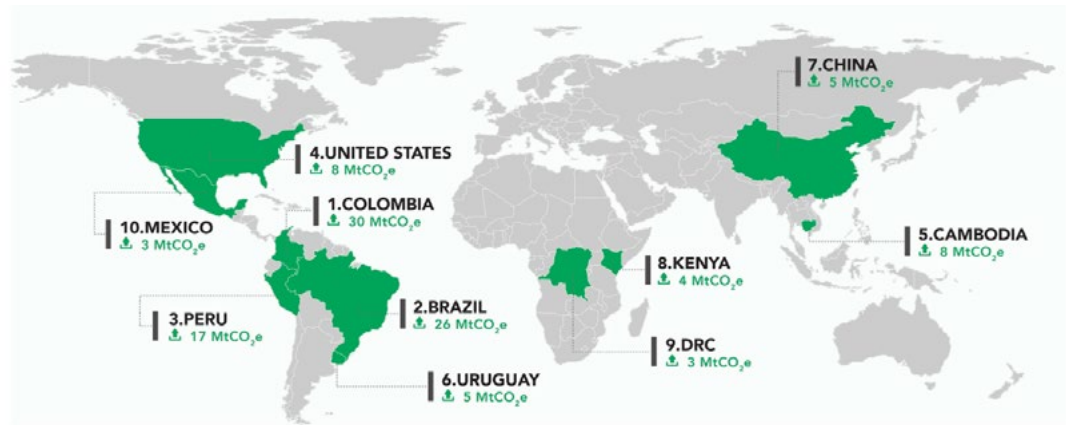 7.CHINA
5 MtCO₂e
4.UNITED STATES
8 MtCO₂e
1.COLOMBIA
30 MtCO₂e
10.MEXICO
3 MtCO₂e
5.CAMBODIA
8 MtCO₂e
8.KENYA
4 MtCO₂e
2.BRAZIL
26 MtCO₂e
3.PERU
17 MtCO₂e
9.DRC
3 MtCO₂e
6.URUGUAY
5 MtCO₂e